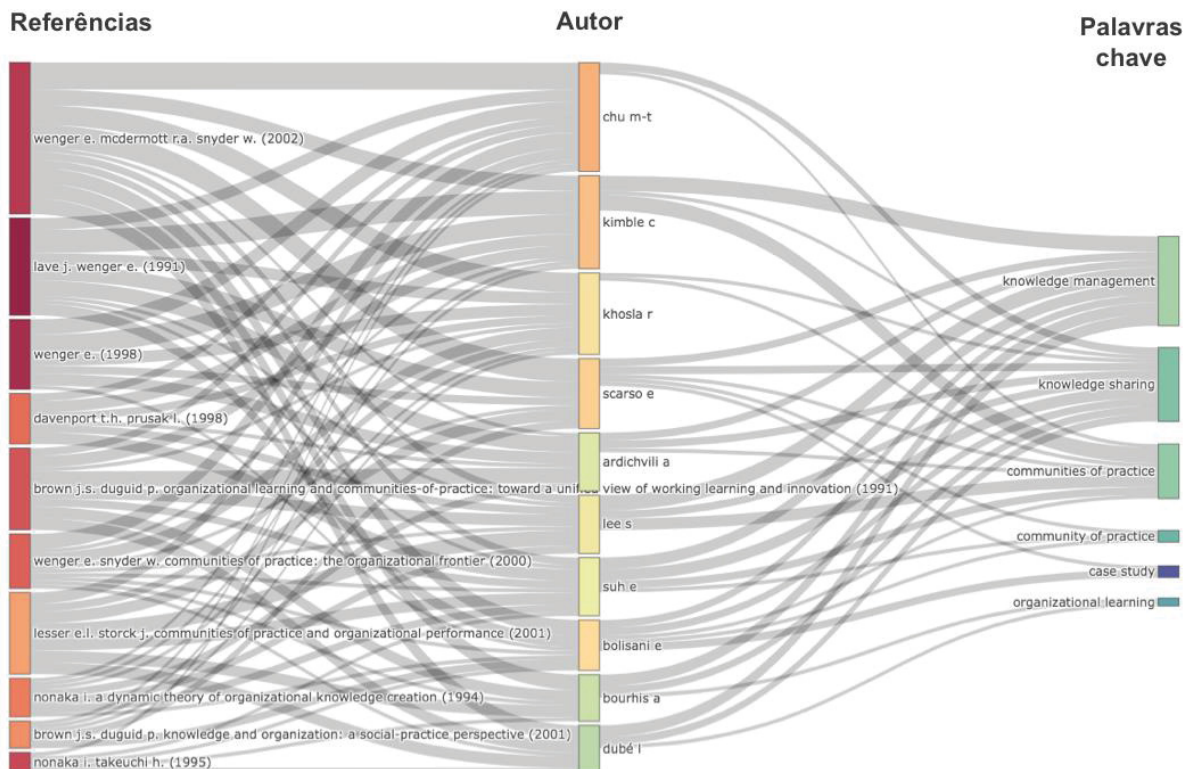 Referências
Autor
Palavras
chave
wenger e. mcdermott r.a. snyder w. (2002)
lave j. wenger e. (1991)
wenger e. (1998)
davenport t.h. prusak l. (1998)
brown j.s. duguid p. organizational learning and communities-of-practice: toward a unified view of working learning and innovation (1991)
wenger e. snyder w. communities of practice: the organizational frontier (2000)
lesser e.l. storck j. communities of practice and organizational performance (2001)
nonaka i. a dynamic theory of organizational knowledge creation (1994)
brown j.s. duguid p. knowledge and organization: a social-practice perspective (2001)
nonaka i. takeuchi h. (1995)
chu m-t
kimble c
khosla r
scarso e
ardichvili a
lee s
suh e
bolisani e
bourhis a
dubé l
knowledge management
knowledge sharing
communities of practice
community of practice
case study
organizational learning